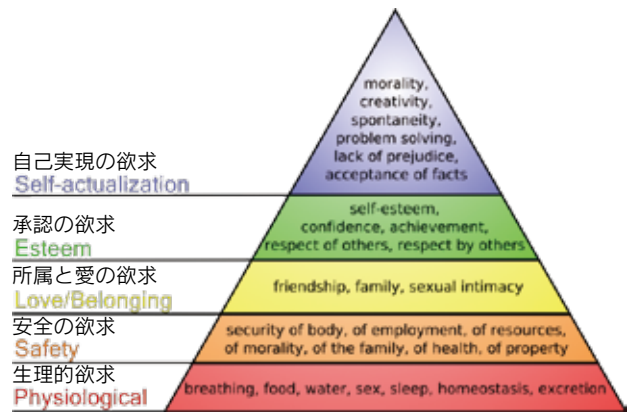 morality,
creativity,
spontaneity,
problem solving,
lack of prejudice,
acceptance of facts
自己実現の欲求
Self-actualization
self-esteem,
confidence, achievement,
respect of others, respect by others
承認の欲求
Esteem
friendship, family, sexual intimacy
所属と愛の欲求
Love/Belonging
security of body, of employment, of resources,
of morality, of the family, of health, of property
安全の欲求
Safety
breathing, food, water, sex, sleep, homeostasis, excretion
生理的欲求
Physiological